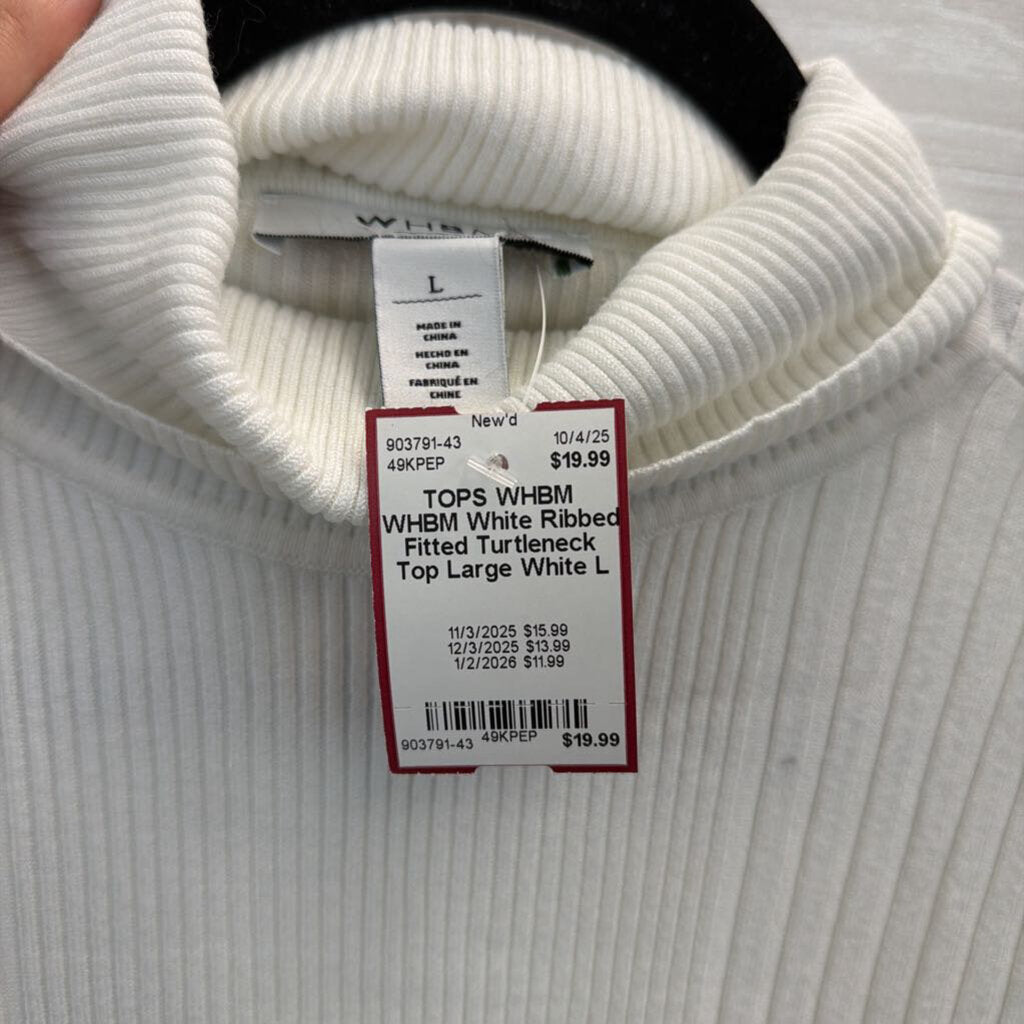 WHBM
L
MADE IN
CHINA
HECHO EN
CHINA
FABRIQUÉ EN
CHINE
New'd
903791-43 10/4/25
49KPEP $19.99
TOPS WHBM
WHBM White Ribbed
Fitted Turtleneck
Top Large White L
11/3/2025 $15.99
12/3/2025 $13.99
1/2/2026 $11.99
903791-43 49KPEP $19.99